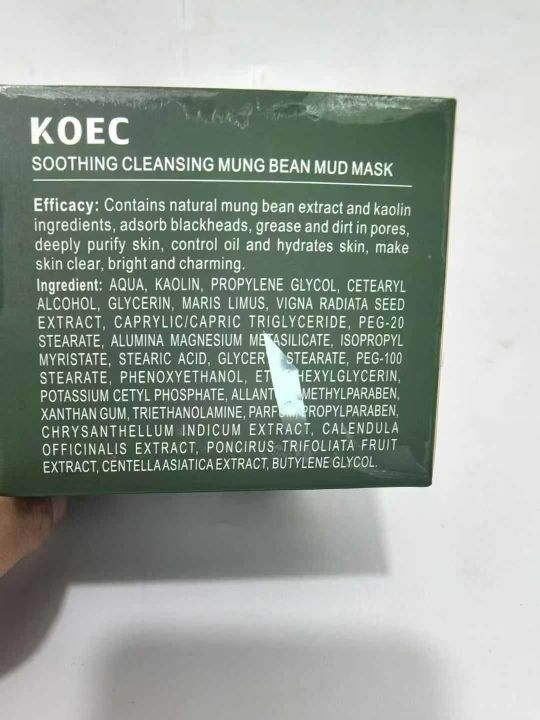 KOEC
SOOTHING CLEANSING MUNG BEAN MUD MASK
Efficacy: Contains natural mung bean extract and kaolin
ingredients, adsorb blackheads, grease and dirt in pores,
deeply purify skin, control oil and hydrates skin, make
skin clear, bright and charming.
Ingredient: AQUA, KAOLIN, PROPYLENE GLYCOL, CETEARYL
ALCOHOL, GLYCERIN, MARIS LIMUS, VIGNA RADIATA SEED
EXTRACT, CAPRYLIC/CAPRIC TRIGLYCERIDE, PEG-20
STEARATE, ALUMINA MAGNESIUM METASILICATE, ISOPROPYL
MYRISTATE, STEARIC ACID, STEARATE, PEG-100
STEARATE, PHENOXYETHANOL,
POTASSIUM CETYL PHOSPHATE, METHYLPARABEN,
XANTHAN GUM, TRIETHANOLAMINE, PARFUM, PROPYLPARABEN,
CHRYSANTHELLUM INDICUM EXTRACT, CALENDULA
OFFICINALIS EXTRACT, PONCIRUS TRIFOLIATA FRUIT
EXTRACT, CENTELLA ASIATICA EXTRACT, BUTYLENE GLYCOL.